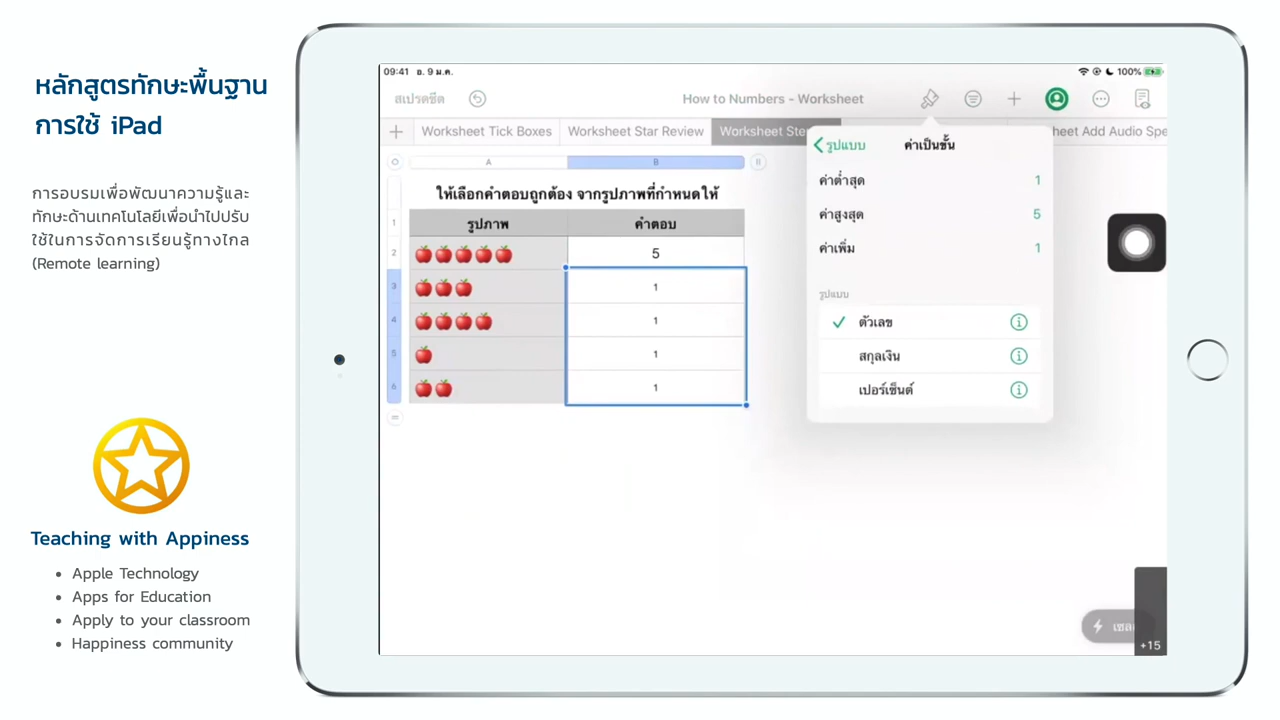 หลักสูตรทักษะพื้นฐาน
การใช้ iPad
การอบรมเพื่อพัฒนาความรู้และ
ทักษะด้านเทคโนโลยีเพื่อนำไปปรับ
ใช้ในการจัดการเรียนรู้ทางไกล
(Remote learning)
Teaching with Appiness
• Apple Technology
• Apps for Education
• Apply to your classroom
• Happiness community
09:41 อ. 9 ม.ค.
100%
สเปรดชีต
How to Numbers - Worksheet
Worksheet Tick Boxes
Worksheet Star Review
Worksheet Ste
heet Add Audio Spe
A
B
ให้เลือกคำตอบถูกต้อง จากรูปภาพที่กำหนดให้
1 รูปภาพ คำตอบ
2 5
3 1
4 1
5 1
6 1
รูปแบบ
ค่าเป็นขั้น
ค่าต่ำสุด 1
ค่าสูงสุด 5
ค่าเพิ่ม 1
รูปแบบ
ตัวเลข
สกุลเงิน
เปอร์เซ็นต์
+15